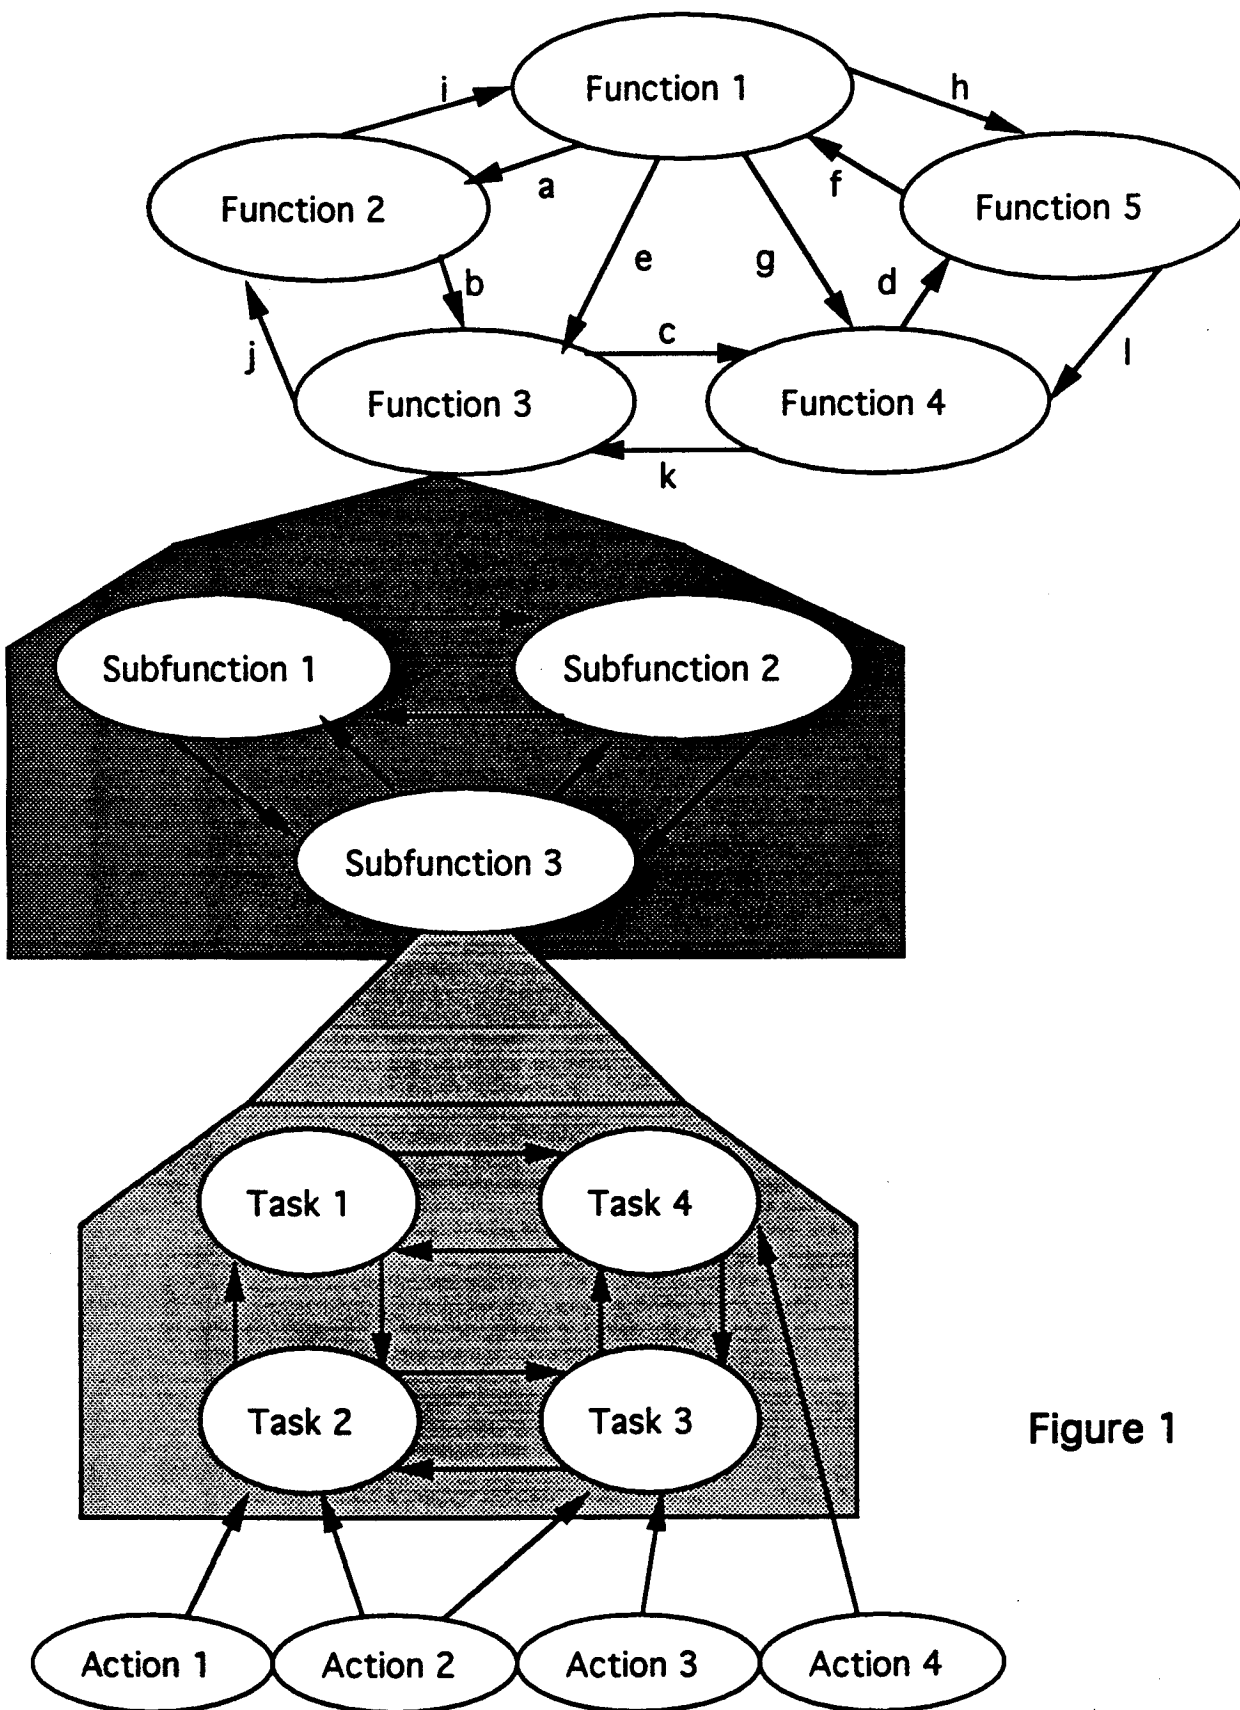 Function 1
i
h
a
f
Function 2
Function 5
e
g
b
d
c
j
l
Function 3
Function 4
k
Subfunction 1
Subfunction 2
Subfunction 3
Task 1
Task 4
Task 2
Task 3
Figure 1
Action 1
Action 2
Action 3
Action 4